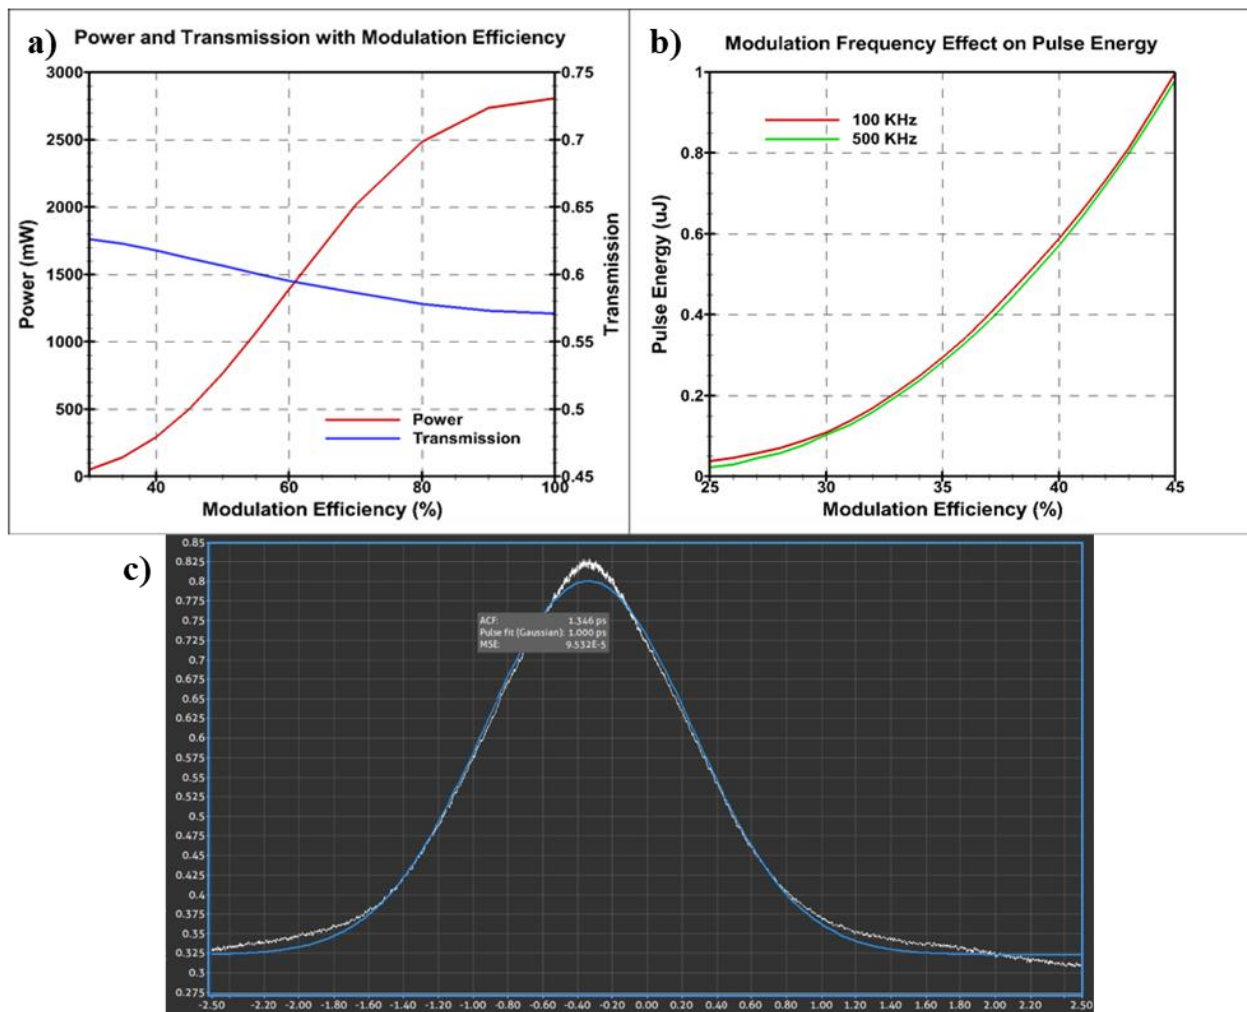 a) Power and Transmission with Modulation Efficiency
3000
2500
2000
1500
1000
500
0
Power (mW)
0.75
0.7
0.65
0.6
0.55
0.5
0.45
Transmission
Power
Transmission
40 60 80 100
Modulation Efficiency (%)
b) Modulation Frequency Effect on Pulse Energy
1
0.8
0.6
0.4
0.2
0
Pulse Energy (uJ)
100 KHz
500 KHz
25 30 35 40 45
Modulation Efficiency (%)
c)
0.85
0.825
0.8
0.775
0.75
0.725
0.7
0.675
0.65
0.625
0.6
0.575
0.55
0.525
0.5
0.475
0.45
0.425
0.4
0.375
0.35
0.325
0.3
0.275
ACF: 1.346 ps
Pulse fit (Gaussian): 1.000 ps
MSE: 9.532E-5
-2.50 -2.20 -2.00 -1.80 -1.60 -1.40 -1.20 -1.00 -0.80 -0.60 -0.40 -0.20 0.00 0.20 0.40 0.60 0.80 1.00 1.20 1.40 1.60 1.80 2.00 2.20 2.50